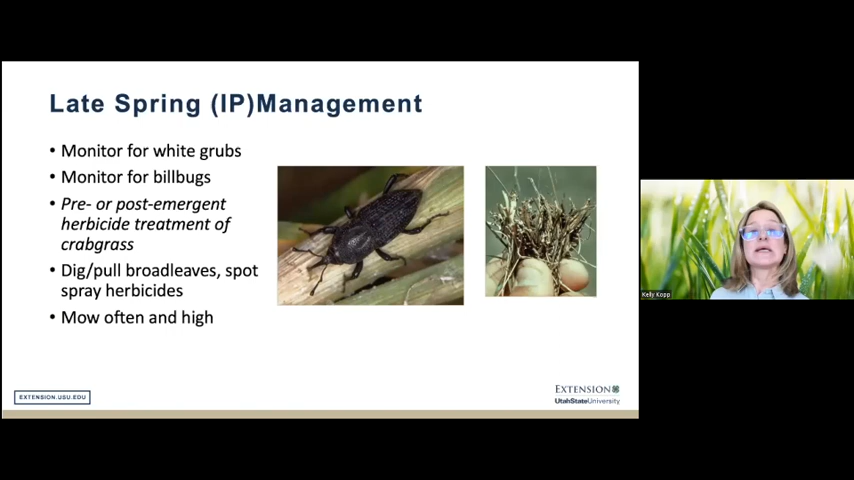 Late Spring (IP)Management
• Monitor for white grubs
• Monitor for billbugs
• Pre- or post-emergent
herbicide treatment of
crabgrass
• Dig/pull broadleaves, spot
spray herbicides
• Mow often and high
Kelly Kopp
EXTENSION.USU.EDU
EXTENSION
UtahStateUniversity